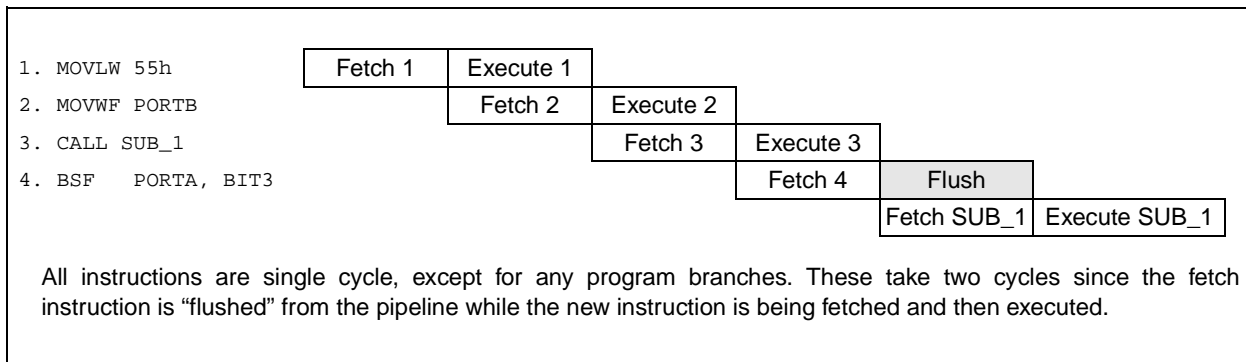 1. MOVLW 55h Fetch 1 Execute 1
2. MOVWF PORTB Fetch 2 Execute 2
3. CALL SUB_1 Fetch 3 Execute 3
4. BSF PORTA, BIT3 Fetch 4 Flush
Fetch SUB_1 Execute SUB_1
All instructions are single cycle, except for any program branches. These take two cycles since the fetch
instruction is “flushed” from the pipeline while the new instruction is being fetched and then executed.